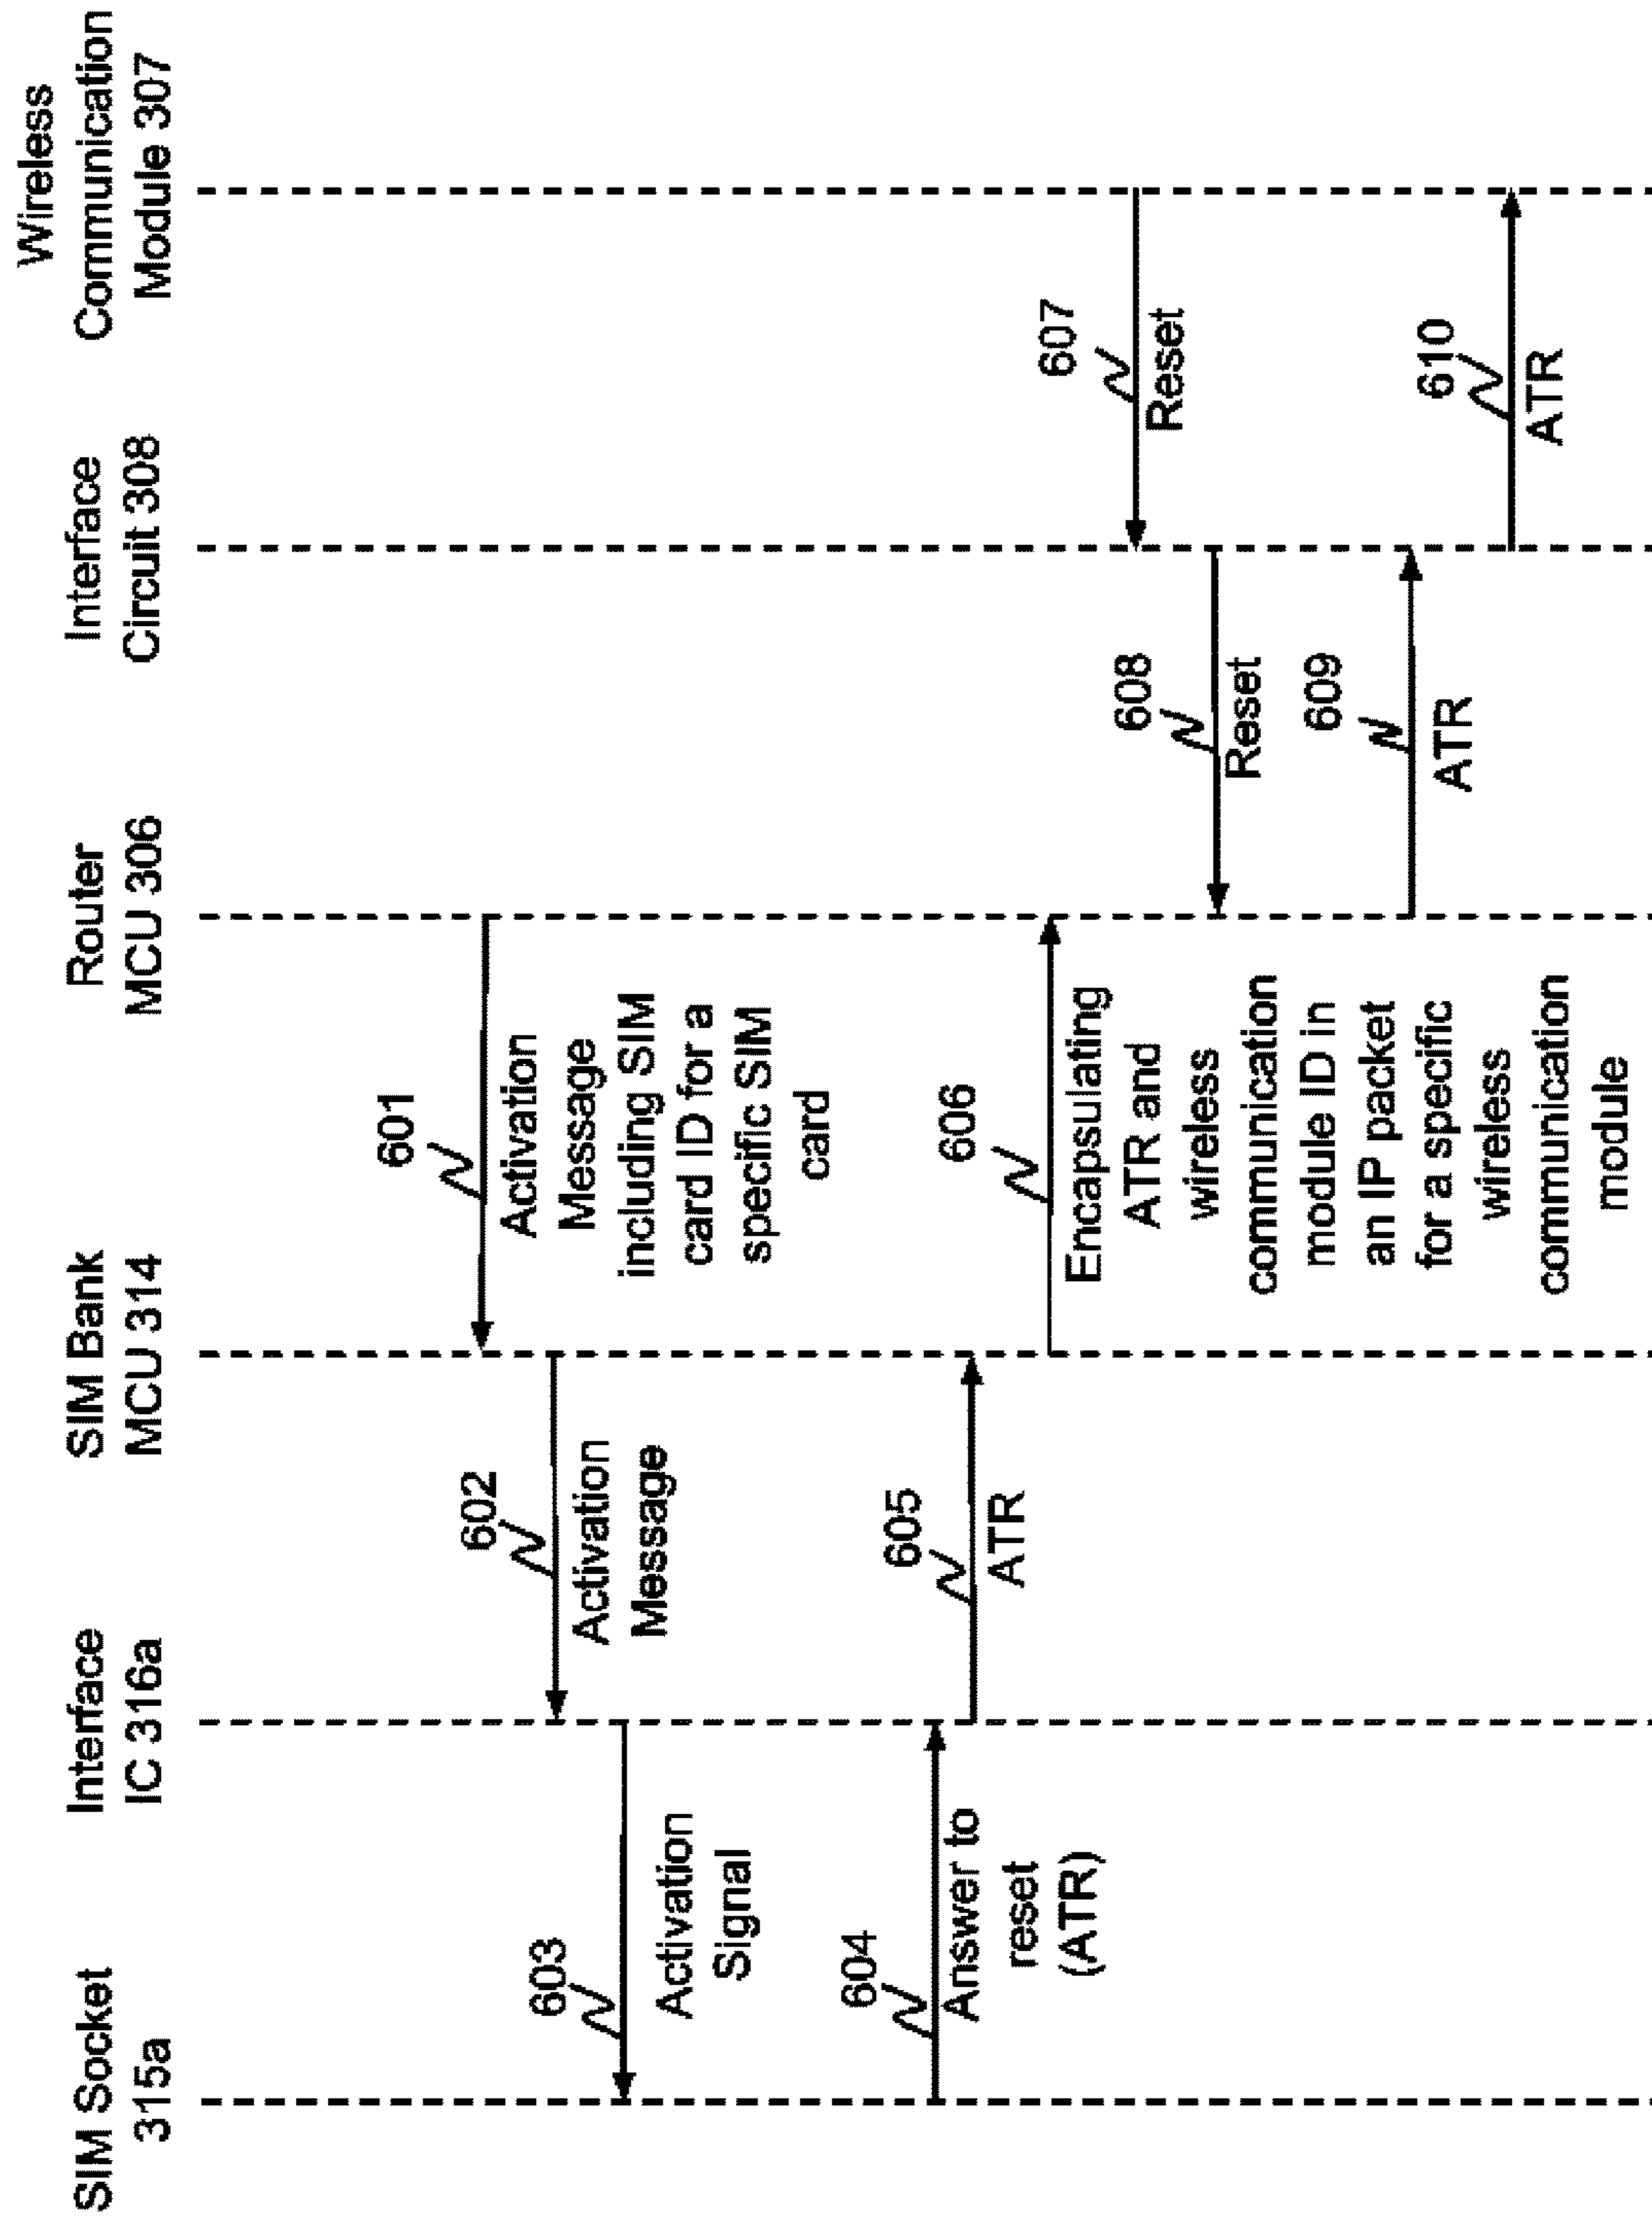 SIM Socket
315a
Interface
IC 316a
SIM Bank
MCU 314
Router
MCU 306
Interface
Circuit 308
Wireless
Communication
Module 307
601
Activation
Message
including SIM
card ID for a
specific SIM
card
602
Activation
Message
603
Activation
Signal
604
Answer to
reset
(ATR)
605
ATR
606
Encapsulating
ATR and
wireless
communication
module ID in
an IP packet
for a specific
wireless
communication
module
607
Reset
608
Reset
609
ATR
610
ATR